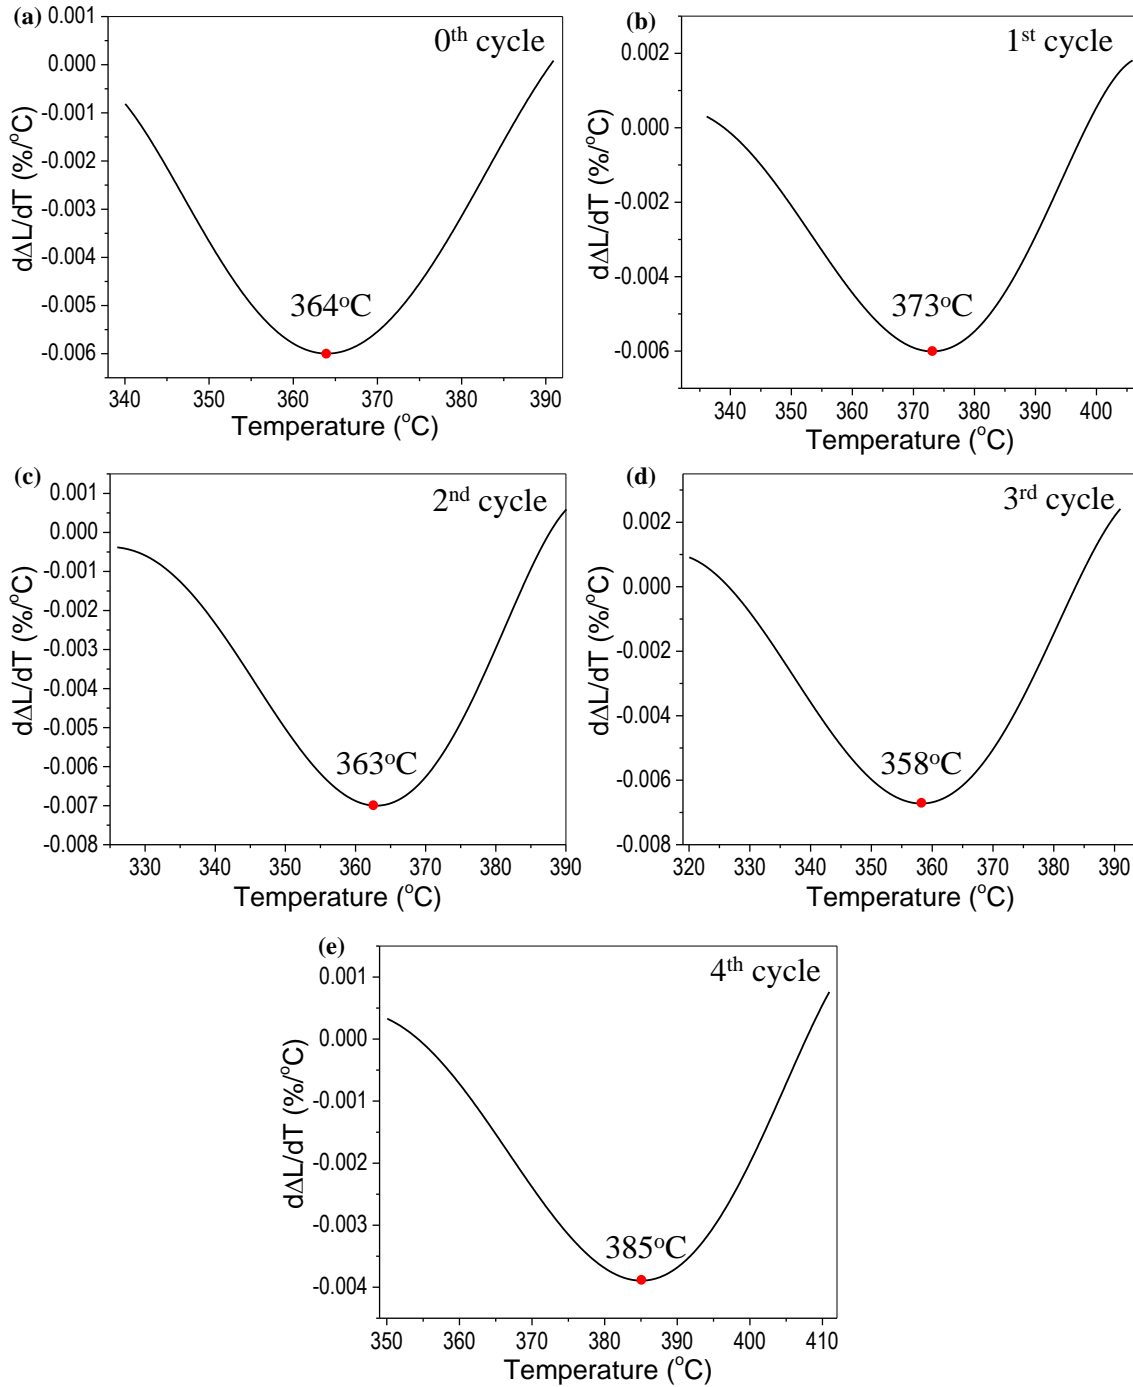 (a)
0th cycle
0.001
0.000
-0.001
-0.002
-0.003
-0.004
-0.005
-0.006
dΔL/dT (%/oC)
364oC
340 350 360 370 380 390
Temperature (oC)
(b)
1st cycle
0.002
0.000
-0.002
-0.004
-0.006
dΔL/dT (%/oC)
373oC
340 350 360 370 380 390 400
Temperature (oC)
(c)
2nd cycle
0.001
0.000
-0.001
-0.002
-0.003
-0.004
-0.005
-0.006
-0.007
-0.008
dΔL/dT (%/oC)
363oC
330 340 350 360 370 380 390
Temperature (oC)
(d)
3rd cycle
0.002
0.000
-0.002
-0.004
-0.006
-0.008
dΔL/dT (%/oC)
358oC
320 330 340 350 360 370 380 390
Temperature (oC)
(e)
4th cycle
0.001
0.000
-0.001
-0.002
-0.003
-0.004
dΔL/dT (%/oC)
385oC
350 360 370 380 390 400 410
Temperature (oC)